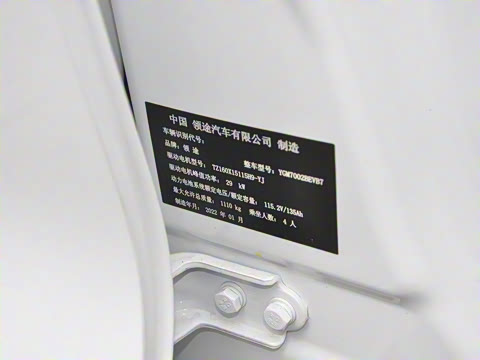 中国 领途汽车有限公司 制造
车辆识别代号:
品牌: 领 途 整车型号: YGM7002BEVB7
驱动电机型号: TZ160X15115H9-YJ
驱动电机峰值功率: 29 kW
动力电池系统额定电压/额定容量: 115.2V/135Ah
最大允许总质量: 1110 kg 乘坐人数: 4 人
制造年月: 2022 年 01 月